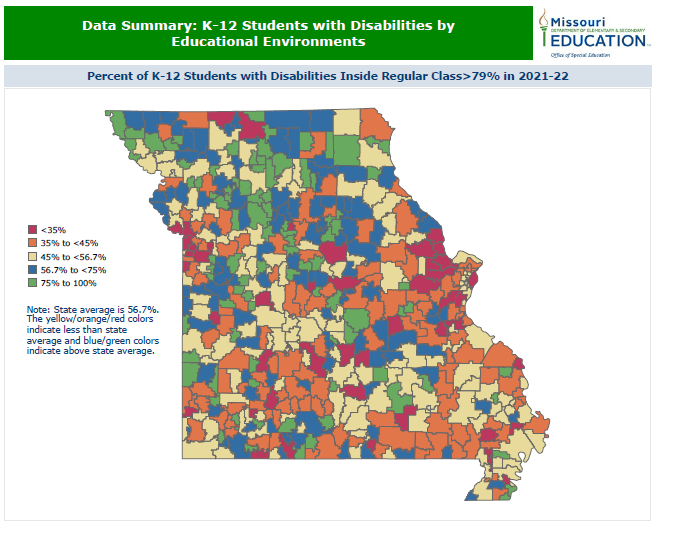 Data Summary: K-12 Students with Disabilities by
Educational Environments
Missouri
DEPARTMENT OF ELEMENTARY & SECONDARY
EDUCATION
Office of Special Education
Percent of K-12 Students with Disabilities Inside Regular Class>79% in 2021-22
<35%
35% to <45%
45% to <56.7%
56.7% to <75%
75% to 100%
Note: State average is 56.7%.
The yellow/orange/red colors
indicate less than state
average and blue/green colors
indicate above state average.